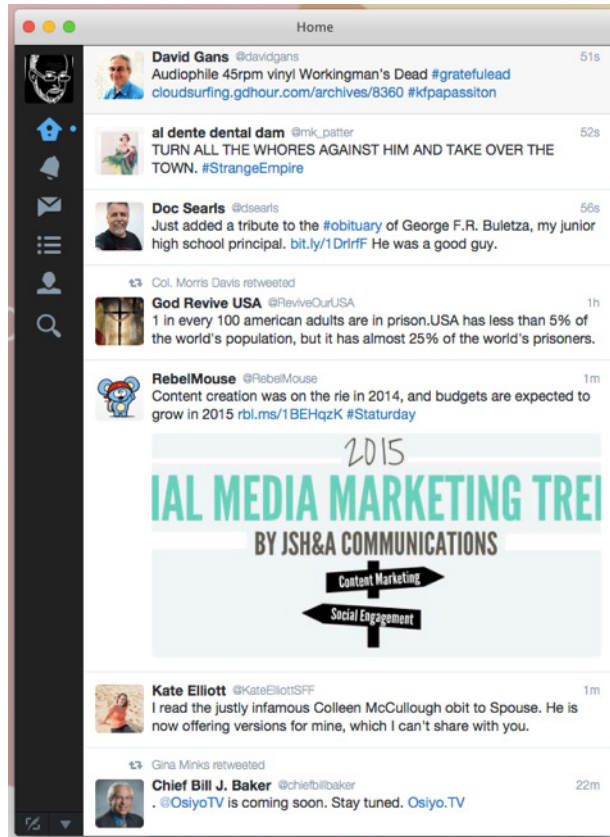 Home
David Gans @davidgans 51s
Audiophile 45rpm vinyl Workingman's Dead #gratefulead
cloudsurfing.gdhour.com/archives/8360 #kfpapassiton
al dente dental dam @mk_patter 52s
TURN ALL THE WHORES AGAINST HIM AND TAKE OVER THE
TOWN. #StrangeEmpire
Doc Searls @dsearls 56s
Just added a tribute to the #obituary of George F.R. Buletza, my junior
high school principal. bit.ly/1DrlrfF He was a good guy.
Col. Morris Davis retweeted
God Revive USA @ReviveOurUSA 1h
1 in every 100 american adults are in prison.USA has less than 5% of
the world's population, but it has almost 25% of the world's prisoners.
RebelMouse @RebelMouse 1m
Content creation was on the rie in 2014, and budgets are expected to
grow in 2015 rbl.ms/1BEHqzK #Staturday
2015
IAL MEDIA MARKETING TREI
BY JSH&A COMMUNICATIONS
Content Marketing
Social Engagement
Kate Elliott @KateElliottSFF 1m
I read the justly infamous Colleen McCullough obit to Spouse. He is
now offering versions for mine, which I can't share with you.
Gina Minks retweeted
Chief Bill J. Baker @chiefbillbaker 22m
. @OsiyoTV is coming soon. Stay tuned. Osiyo.TV